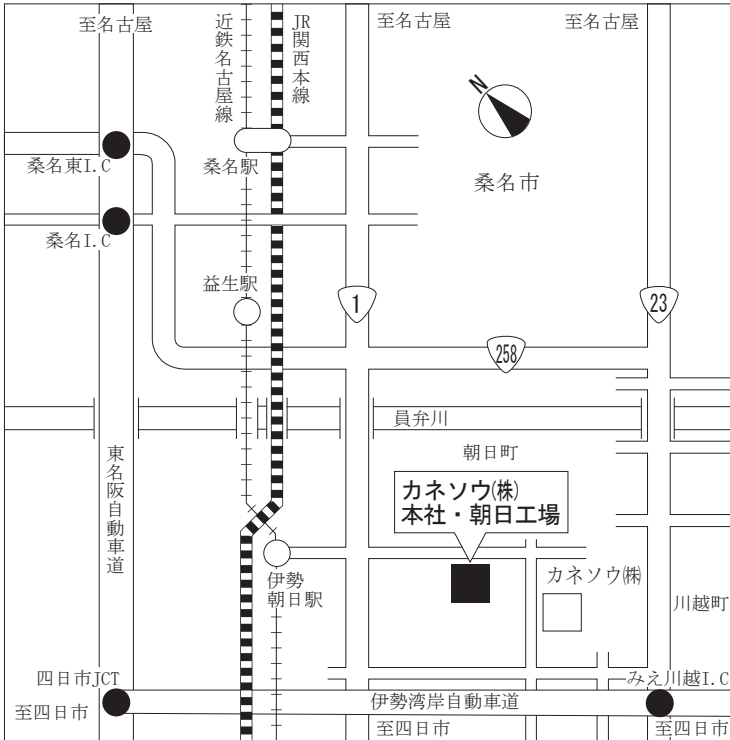 至名古屋
近鉄名古屋線
JR関西本線
至名古屋
至名古屋
N
桑名東I.C
桑名駅
桑名市
桑名I.C
益生駅
1
23
258
員弁川
朝日町
東名阪自動車道
カネソウ㈱
本社・朝日工場
伊勢
朝日駅
カネソウ㈱
川越町
四日市JCT
みえ川越I.C
至四日市
伊勢湾岸自動車道
至四日市
至四日市